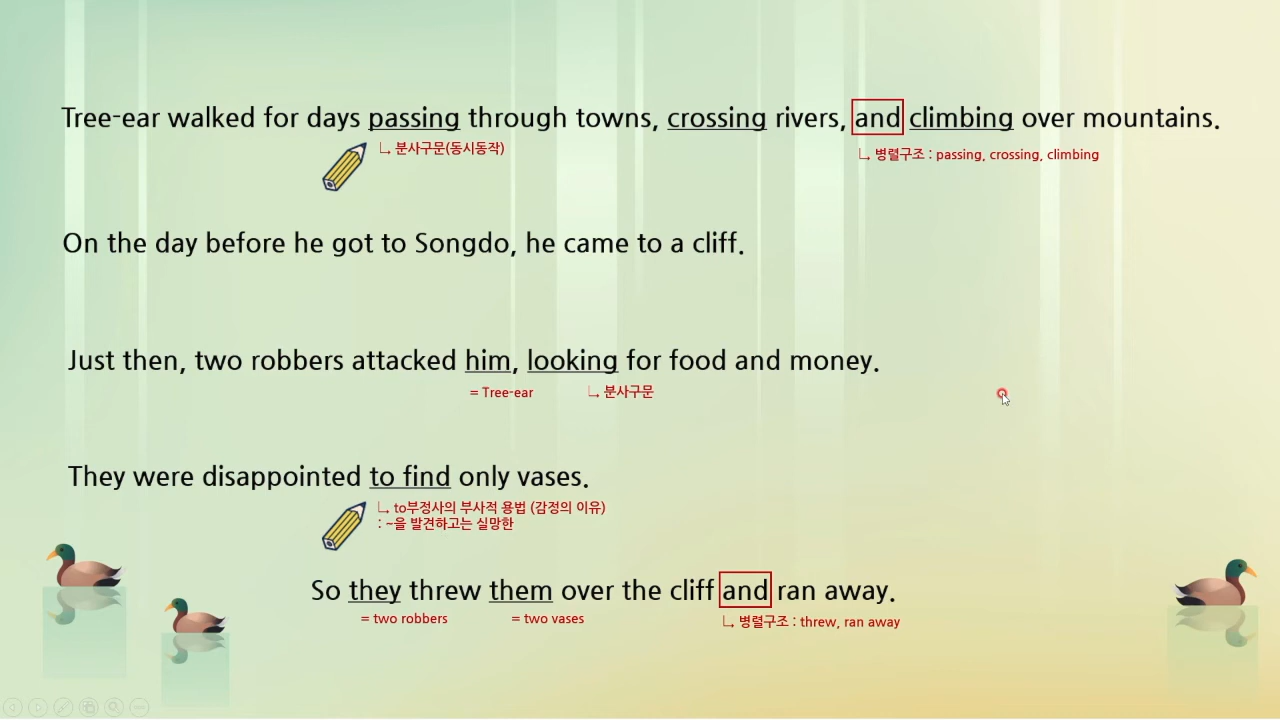 Tree-ear walked for days passing through towns, crossing rivers, and climbing over mountains.
↳ 분사구문(동시동작)
↳ 병렬구조 : passing, crossing, climbing
On the day before he got to Songdo, he came to a cliff.
Just then, two robbers attacked him, looking for food and money.
= Tree-ear
↳ 분사구문
They were disappointed to find only vases.
↳ to부정사의 부사적 용법 (감정의 이유)
: ~을 발견하고는 실망한
So they threw them over the cliff and ran away.
= two robbers
= two vases
↳ 병렬구조 : threw, ran away